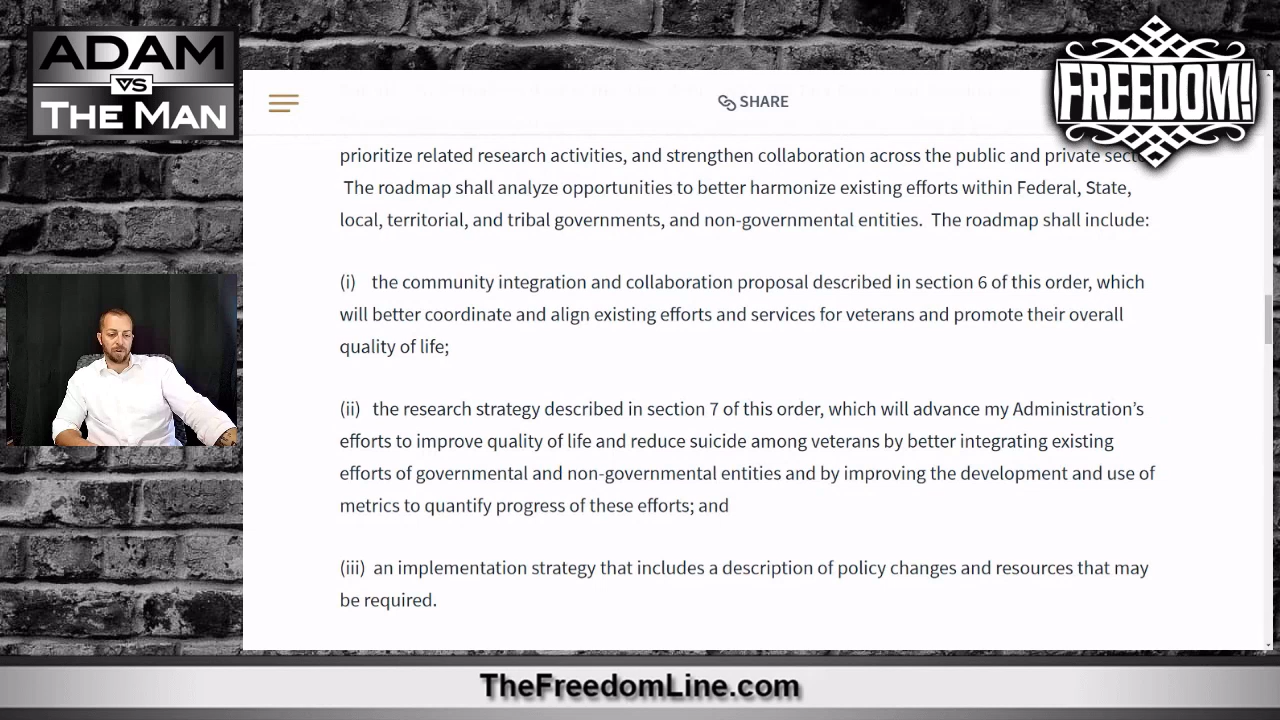 ADAM
VS
THE MAN
FREEDOM!
SHARE
prioritize related research activities, and strengthen collaboration across the public and private
The roadmap shall analyze opportunities to better harmonize existing efforts within Federal, State,
local, territorial, and tribal governments, and non-governmental entities.  The roadmap shall include:
(i)   the community integration and collaboration proposal described in section 6 of this order, which
will better coordinate and align existing efforts and services for veterans and promote their overall
quality of life;
(ii)   the research strategy described in section 7 of this order, which will advance my Administration’s
efforts to improve quality of life and reduce suicide among veterans by better integrating existing
efforts of governmental and non-governmental entities and by improving the development and use of
metrics to quantify progress of these efforts; and
(iii)  an implementation strategy that includes a description of policy changes and resources that may
be required.
TheFreedomLine.com